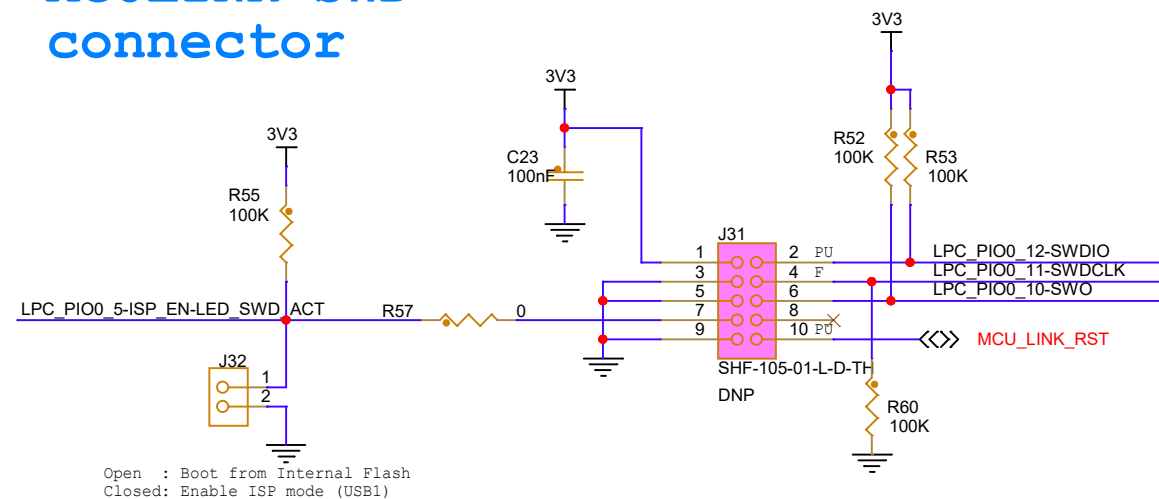 connector
3V3
3V3
3V3
R52
100K
R53
100K
C23
100nF
R55
100K
J31
1
2 PU
LPC_PIO0_12-SWDIO
3
4 F
LPC_PIO0_11-SWDCLK
5
6
LPC_PIO0_10-SWO
LPC_PIO0_5-ISP_EN-LED_SWD_ACT
R57
0
7
8
9
10 PU
MCU_LINK_RST
SHF-105-01-L-D-TH
DNP
J32
1
2
R60
100K
Open : Boot from Internal Flash
Closed: Enable ISP mode (USB1)